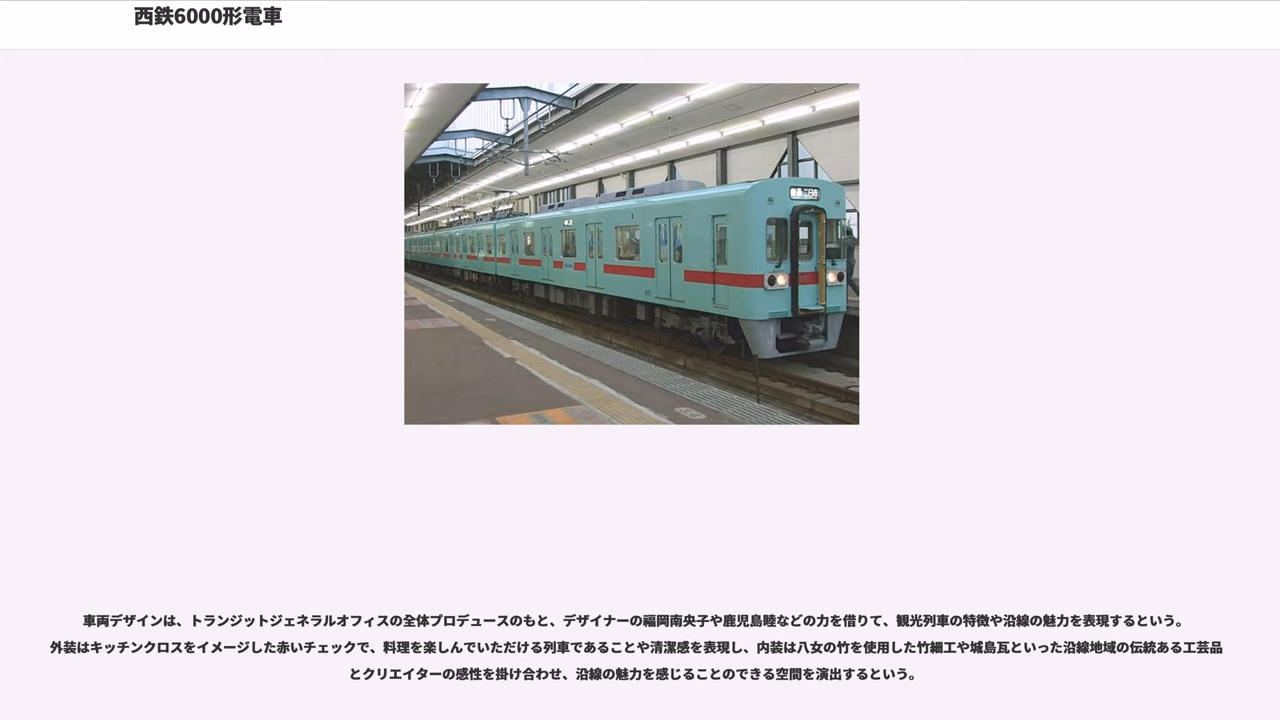 西鉄6000形電車
車両デザインは、トランジットジェネラルオフィスの全体プロデュースのもと、デザイナーの福岡南央子や鹿児島睦などの力を借りて、観光列車の特徴や沿線の魅力を表現するという。
外装はキッチンクロスをイメージした赤いチェックで、料理を楽しんでいただける列車であることや清潔感を表現し、内装は八女の竹を使用した竹細工や城島瓦といった沿線地域の伝統ある工芸品
とクリエイターの感性を掛け合わせ、沿線の魅力を感じることのできる空間を演出するという。